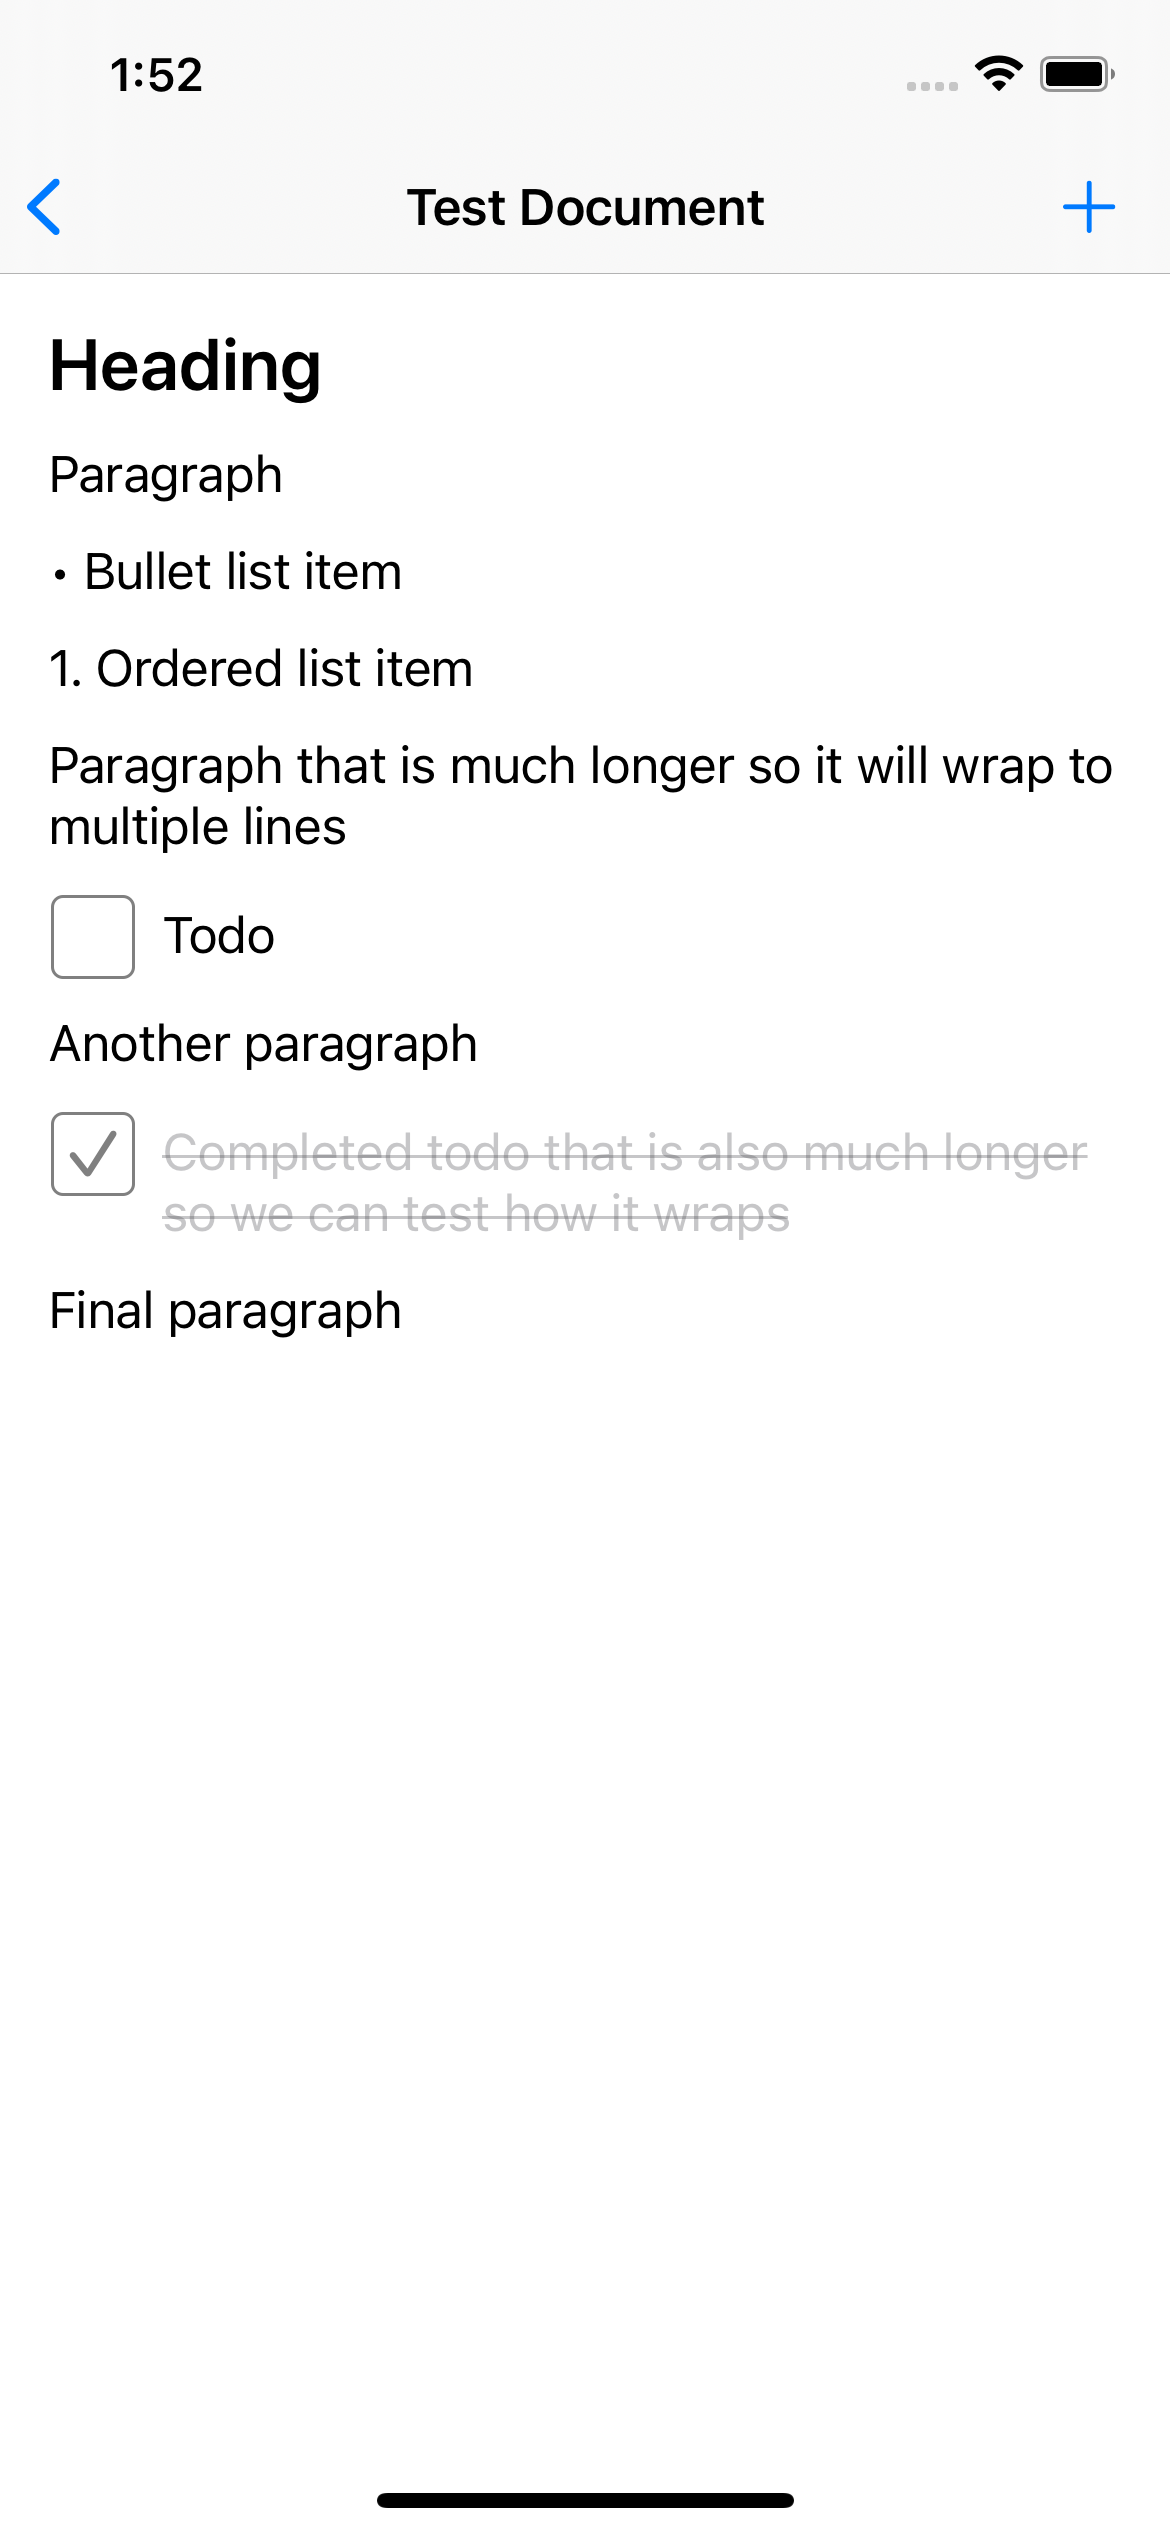 1:52
Test Document
Heading
Paragraph
• Bullet list item
1. Ordered list item
Paragraph that is much longer so it will wrap to
multiple lines
Todo
Another paragraph
Completed todo that is also much longer
so we can test how it wraps
Final paragraph